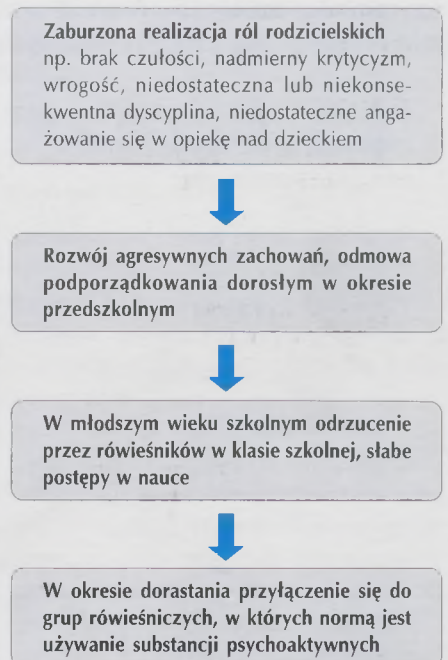 Zaburzona realizacja ról rodzicielskich
np. brak czułości, nadmierny krytycyzm,
wrogość, niedostateczna lub niekonse-
kwentna dyscyplina, niedostateczne anga-
żowanie się w opiekę nad dzieckiem
Rozwój agresywnych zachowań, odmowa
podporządkowania dorosłym w okresie
przedszkolnym
W młodszym wieku szkolnym odrzucenie
przez rówieśników w klasie szkolnej, słabe
postępy w nauce
W okresie dorastania przyłączenie się do
grup rówieśniczych, w których normą jest
używanie substancji psychoaktywnych